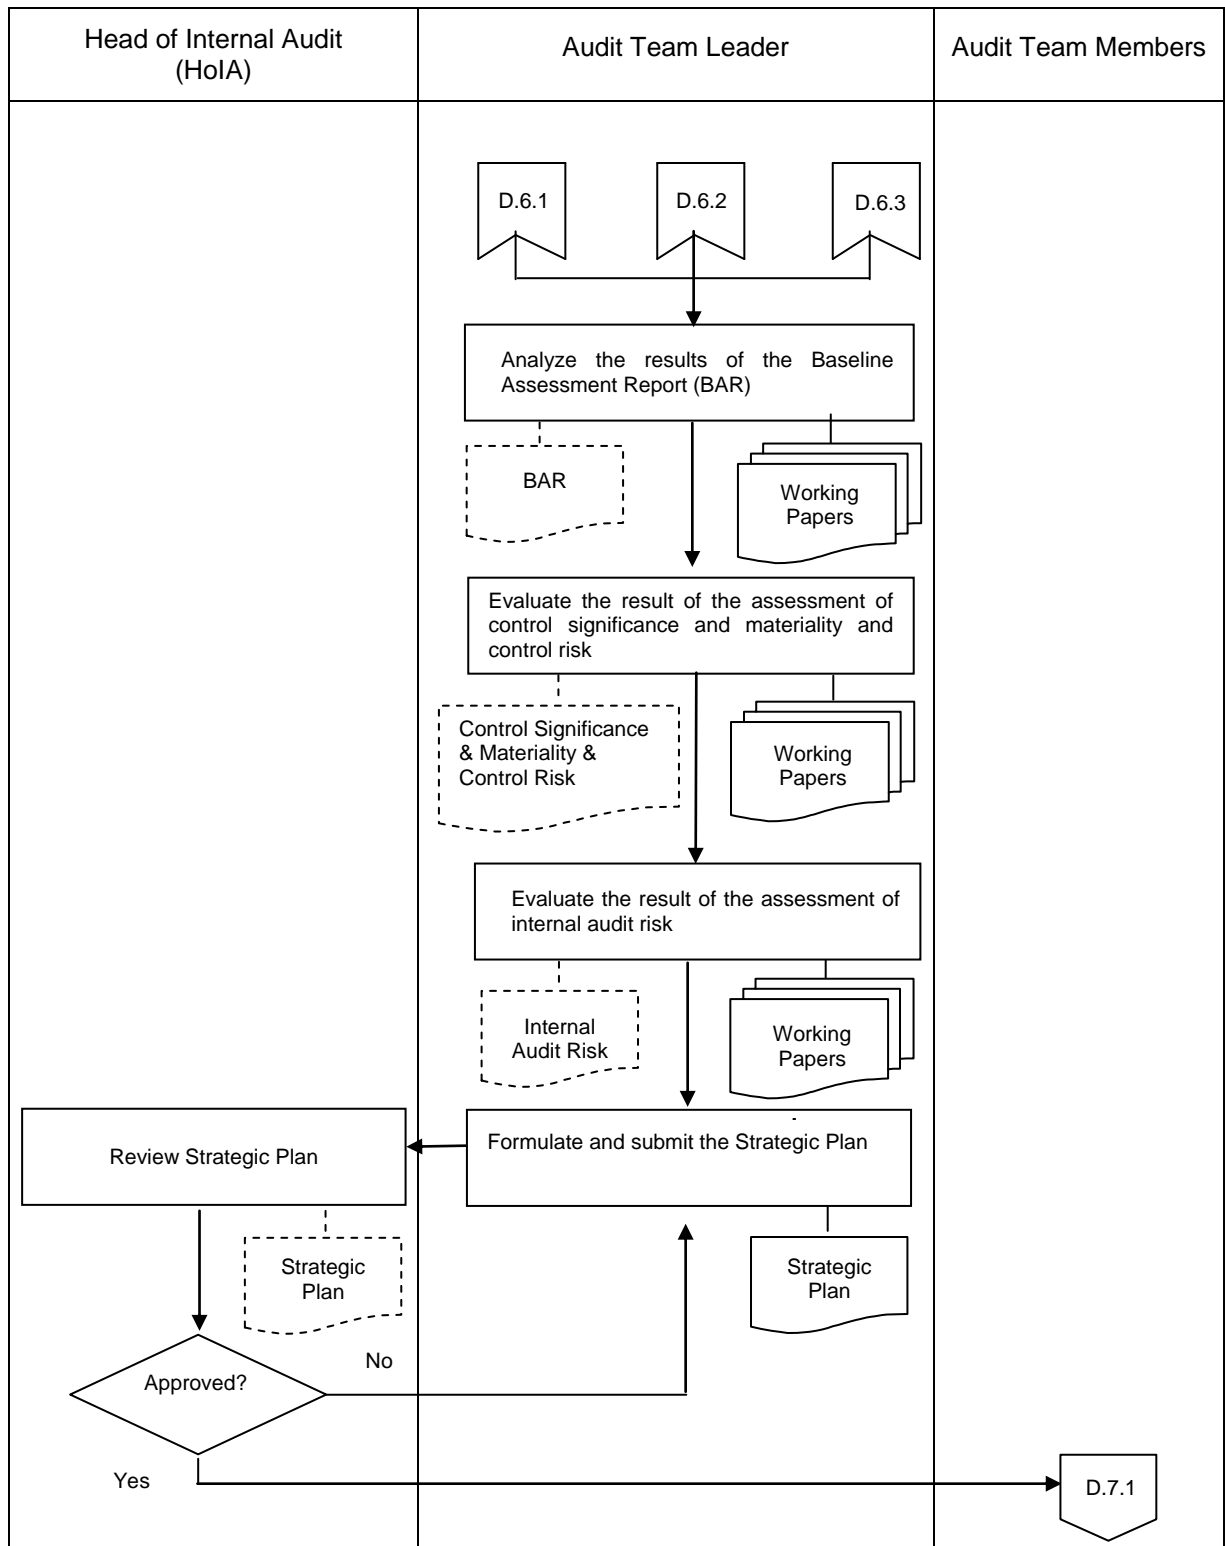 Head of Internal Audit
(HoIA)
Audit Team Leader
Audit Team Members
D.6.1
D.6.2
D.6.3
Analyze the results of the Baseline
Assessment Report (BAR)
BAR
Working
Papers
Evaluate the result of the assessment of
control significance and materiality and
control risk
Control Significance
& Materiality &
Control Risk
Working
Papers
Evaluate the result of the assessment of
internal audit risk
Internal
Audit Risk
Working
Papers
Review Strategic Plan
Formulate and submit the Strategic Plan
Strategic
Plan
Strategic
Plan
Approved?
No
Yes
D.7.1